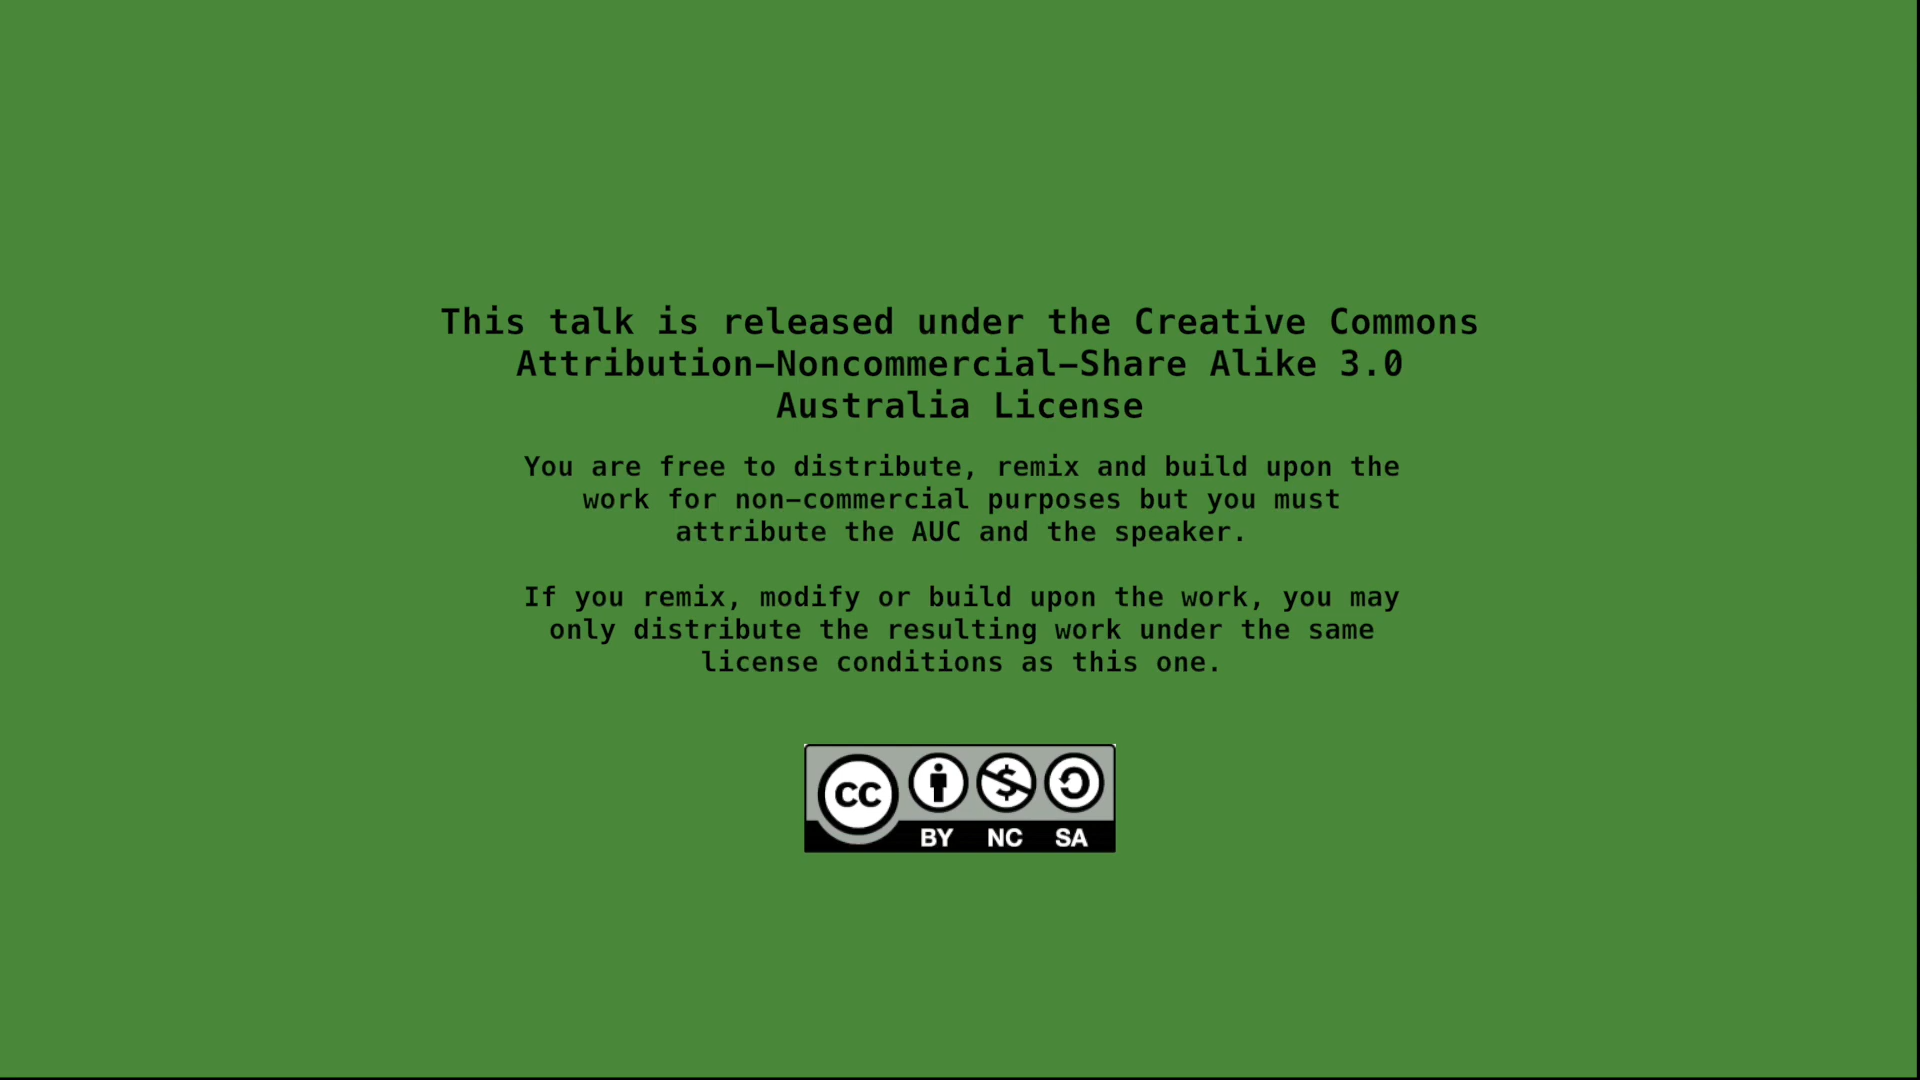 This talk is released under the Creative Commons
Attribution–Noncommercial–Share Alike 3.0
Australia License
You are free to distribute, remix and build upon the
work for non–commercial purposes but you must
attribute the AUC and the speaker.
If you remix, modify or build upon the work, you may
only distribute the resulting work under the same
license conditions as this one.
CC
BY NC SA